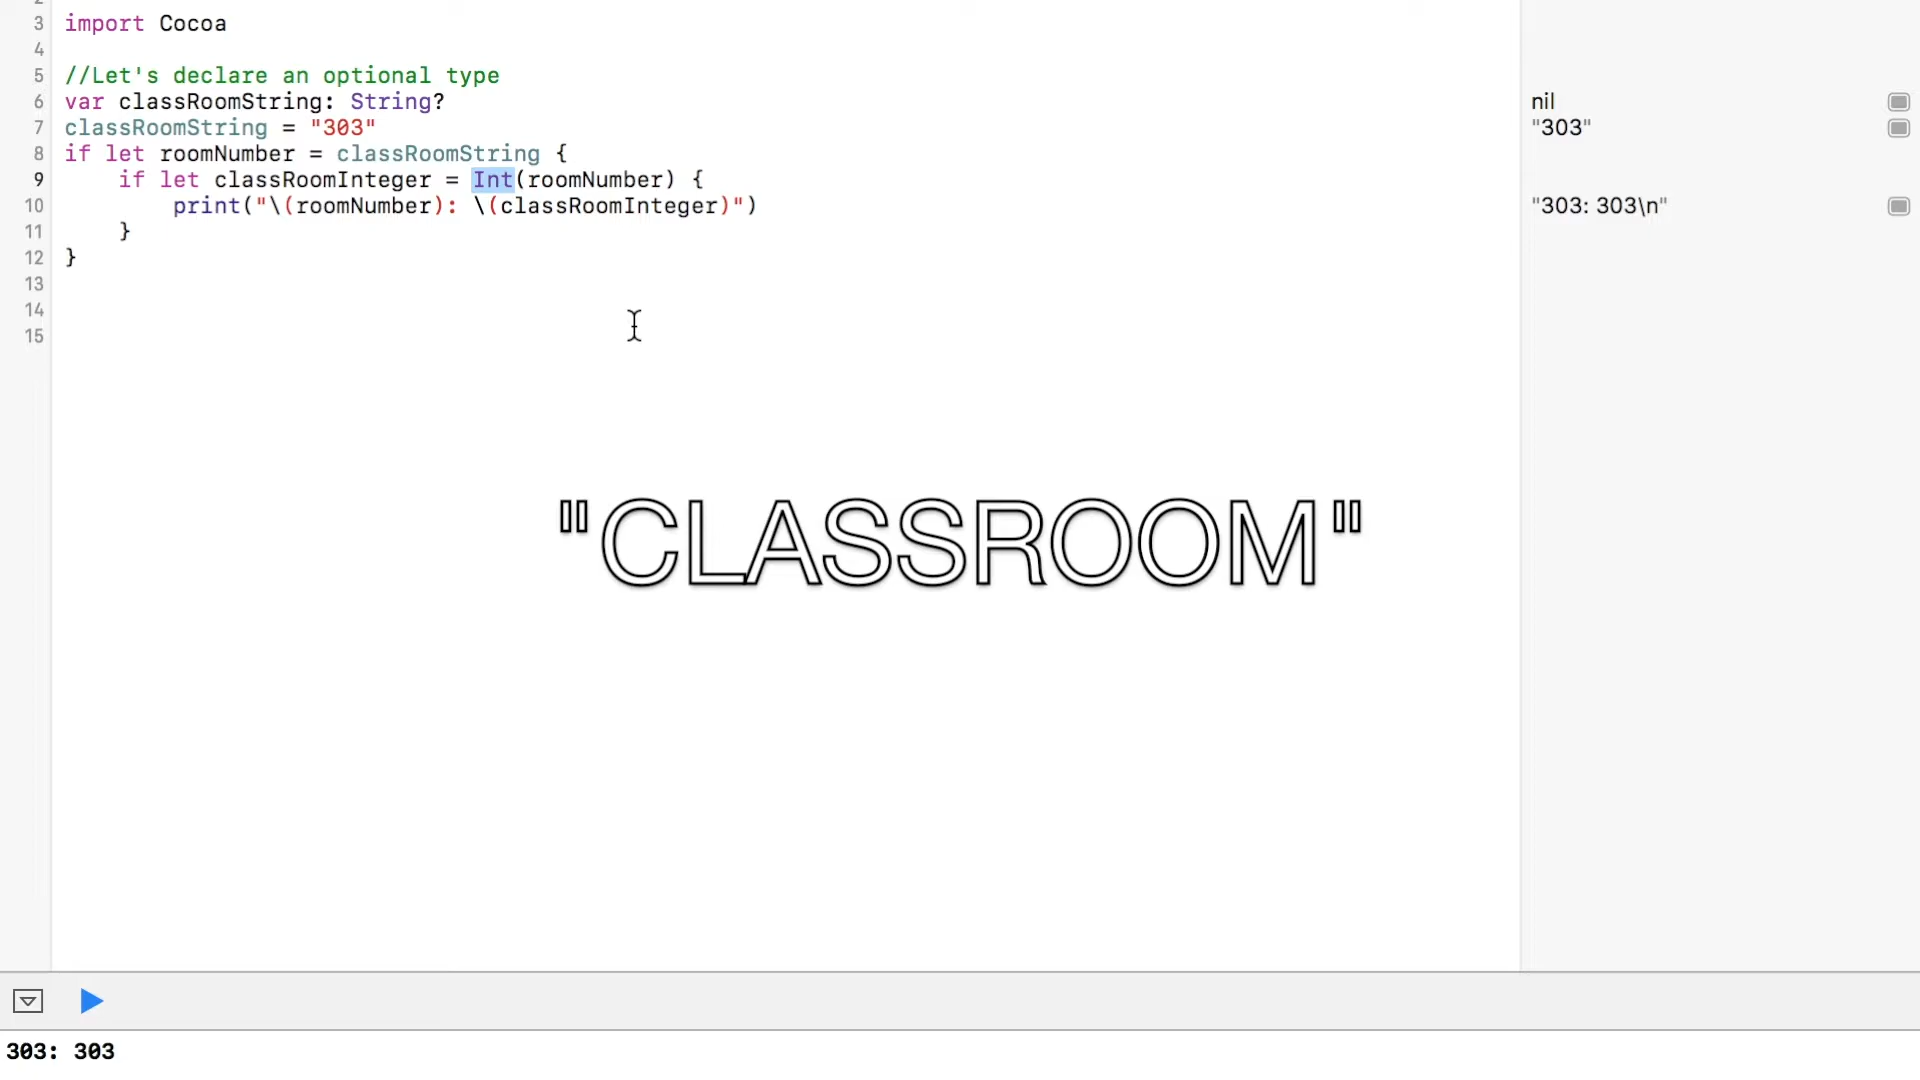 2
3 import Cocoa
4
5 //Let's declare an optional type
6 var classRoomString: String? nil
7 classRoomString = "303" "303"
8 if let roomNumber = classRoomString {
9 if let classRoomInteger = Int(roomNumber) {
10 print("\(roomNumber): \(classRoomInteger)") "303: 303\n"
11 }
12 }
13
14
15
"CLASSROOM"
303: 303